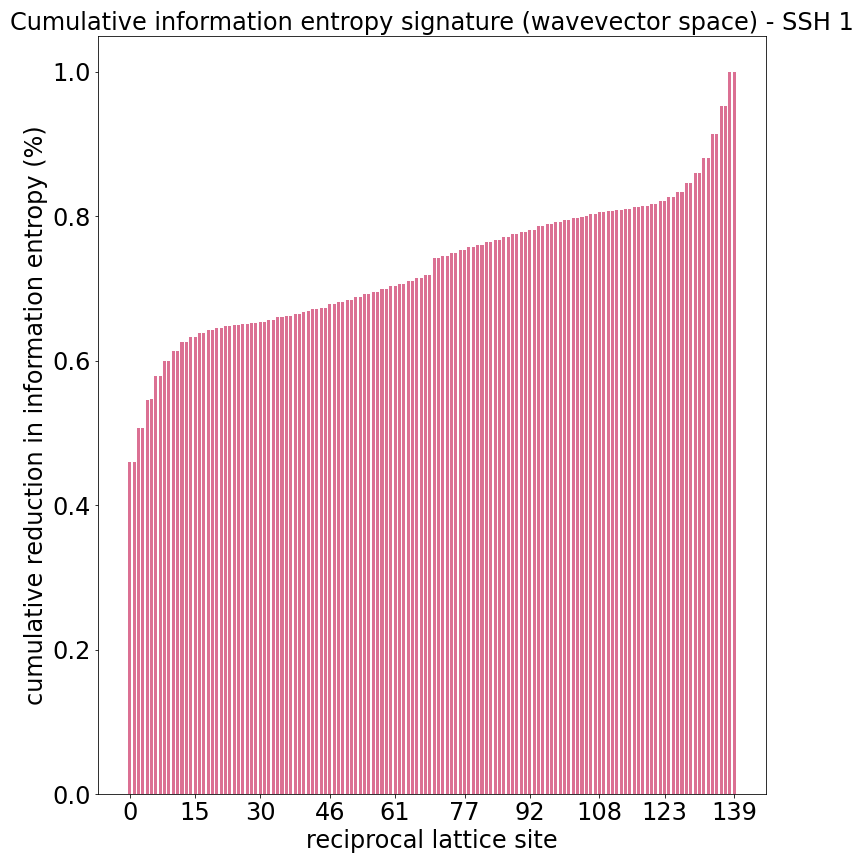 Cumulative information entropy signature (wavevector space) - SSH 1
cumulative reduction in information entropy (%)
1.0
0.8
0.6
0.4
0.2
0.0
0 15 30 46 61 77 92 108 123 139
reciprocal lattice site